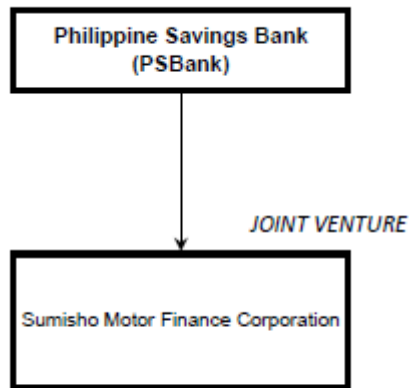 Philippine Savings Bank
(PSBank)
JOINT VENTURE
Sumisho Motor Finance Corporation